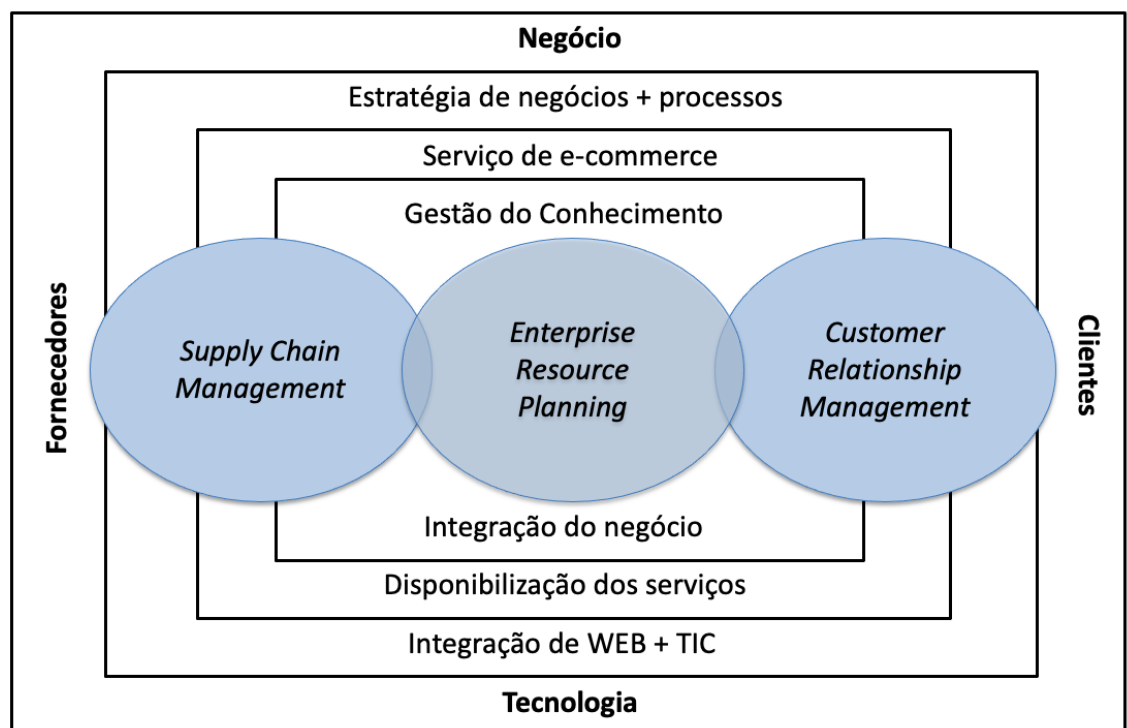 Negócio
Estratégia de negócios + processos
Serviço de e-commerce
Gestão do Conhecimento
Fornecedores
Supply Chain
Management
Enterprise
Resource
Planning
Customer
Relationship
Management
Clientes
Integração do negócio
Disponibilização dos serviços
Integração de WEB + TIC
Tecnologia